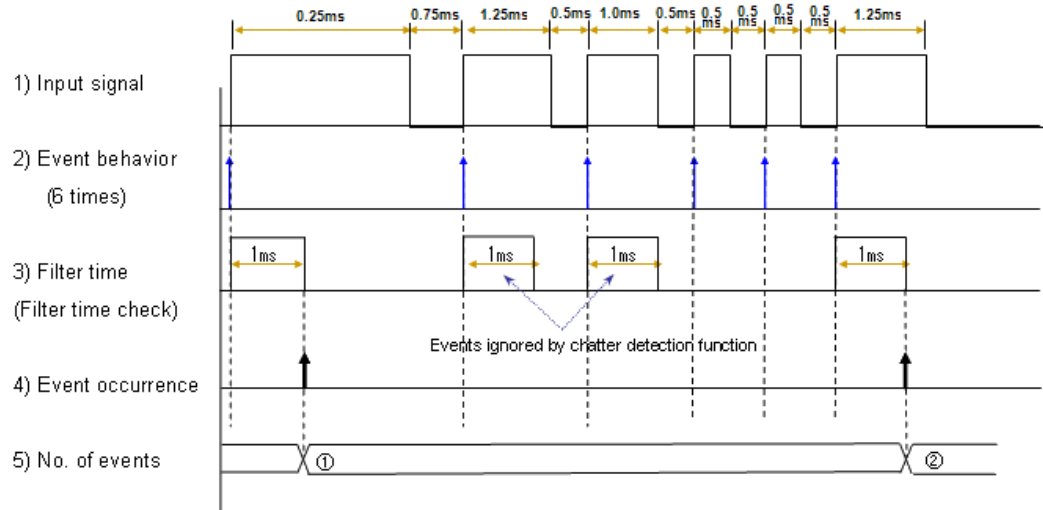 0.25ms 0.75ms 1.25ms 0.5ms 1.0ms 0.5ms 0.5 ms 0.5 ms 0.5 ms 0.5 ms 1.25ms
1) Input signal
2) Event behavior
(6 times)
1ms 1ms 1ms 1ms
3) Filter time
(Filter time check)
Events ignored by chatter detection function
4) Event occurrence
5) No. of events ① ②